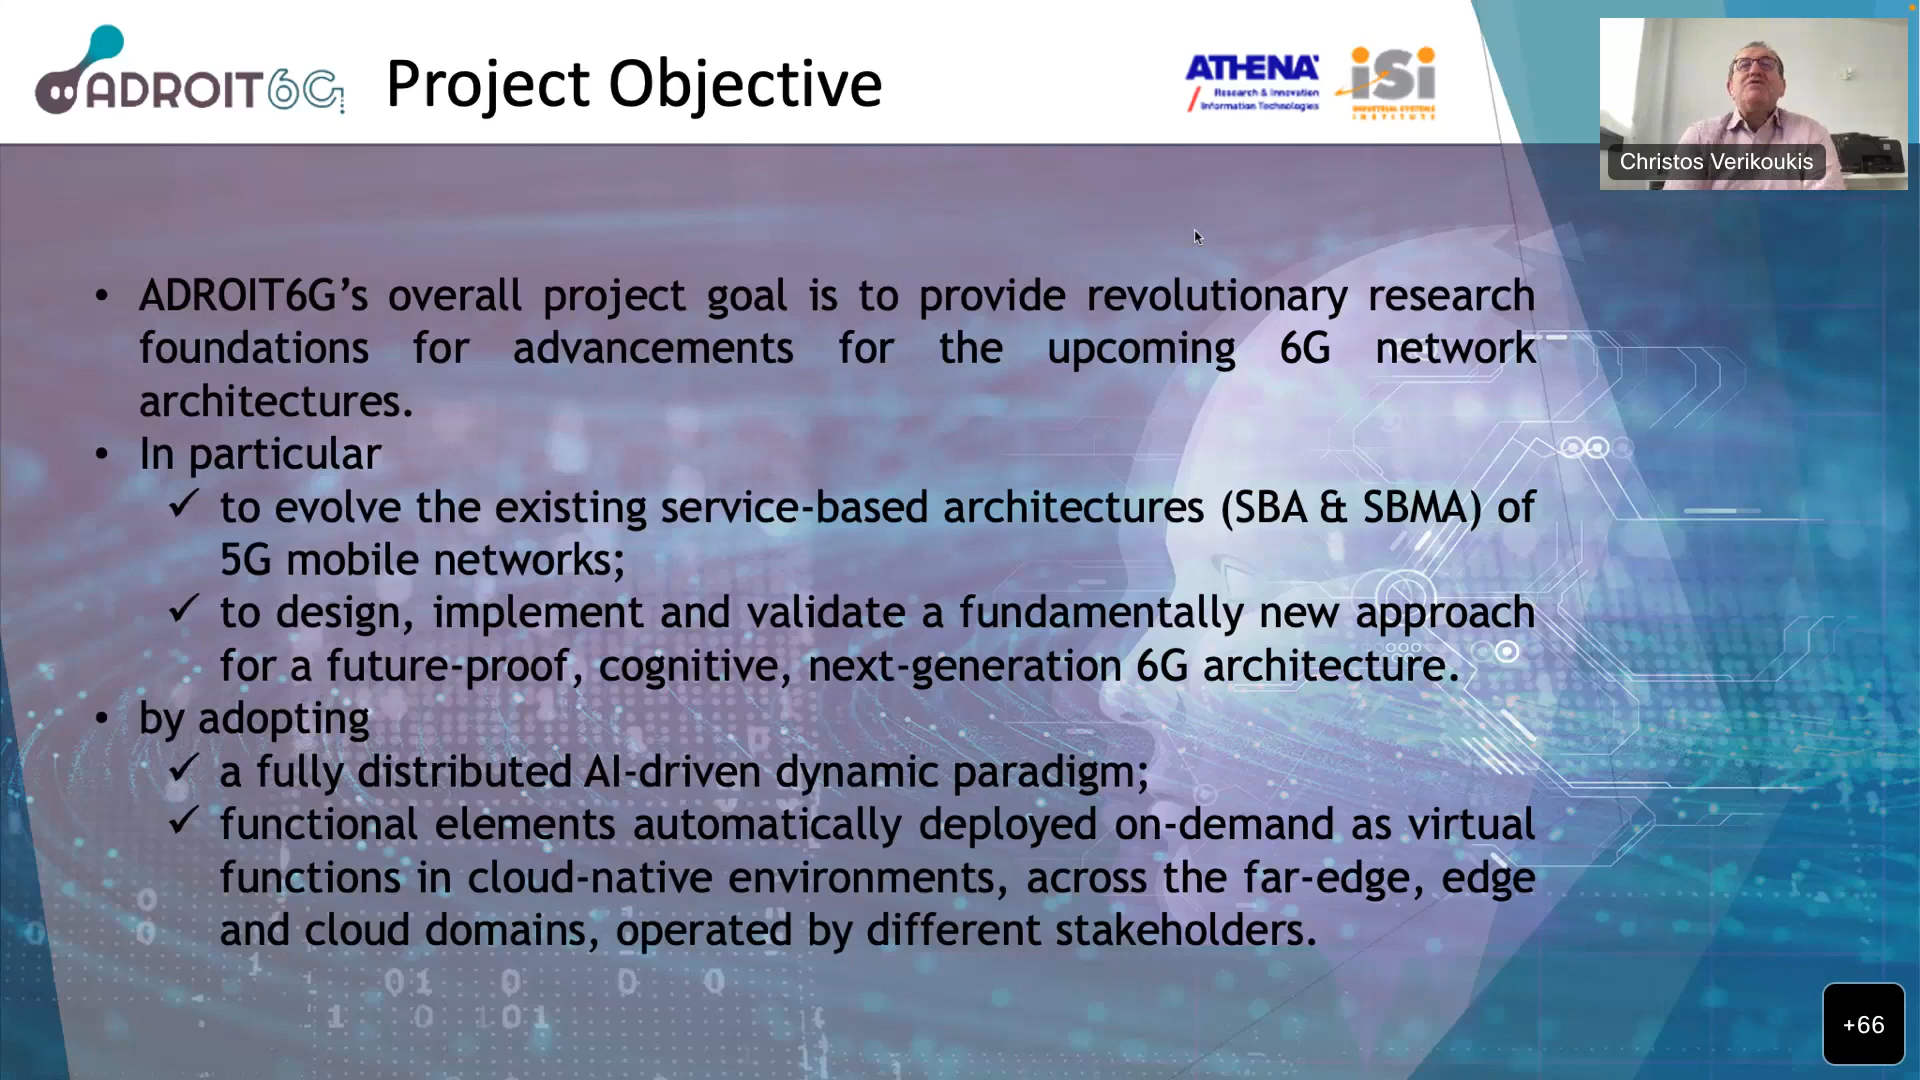 ADROIT6G
Project Objective
ATHENA
Research & Innovation
Information Technologies
iSi
INDUSTRIAL SYSTEMS
INSTITUTE
Christos Verikoukis
• ADROIT6G’s overall project goal is to provide revolutionary research
foundations for advancements for the upcoming 6G network
architectures.
• In particular
✓ to evolve the existing service-based architectures (SBA & SBMA) of
5G mobile networks;
✓ to design, implement and validate a fundamentally new approach
for a future-proof, cognitive, next-generation 6G architecture.
• by adopting
✓ a fully distributed AI-driven dynamic paradigm;
✓ functional elements automatically deployed on-demand as virtual
functions in cloud-native environments, across the far-edge, edge
and cloud domains, operated by different stakeholders.
+66